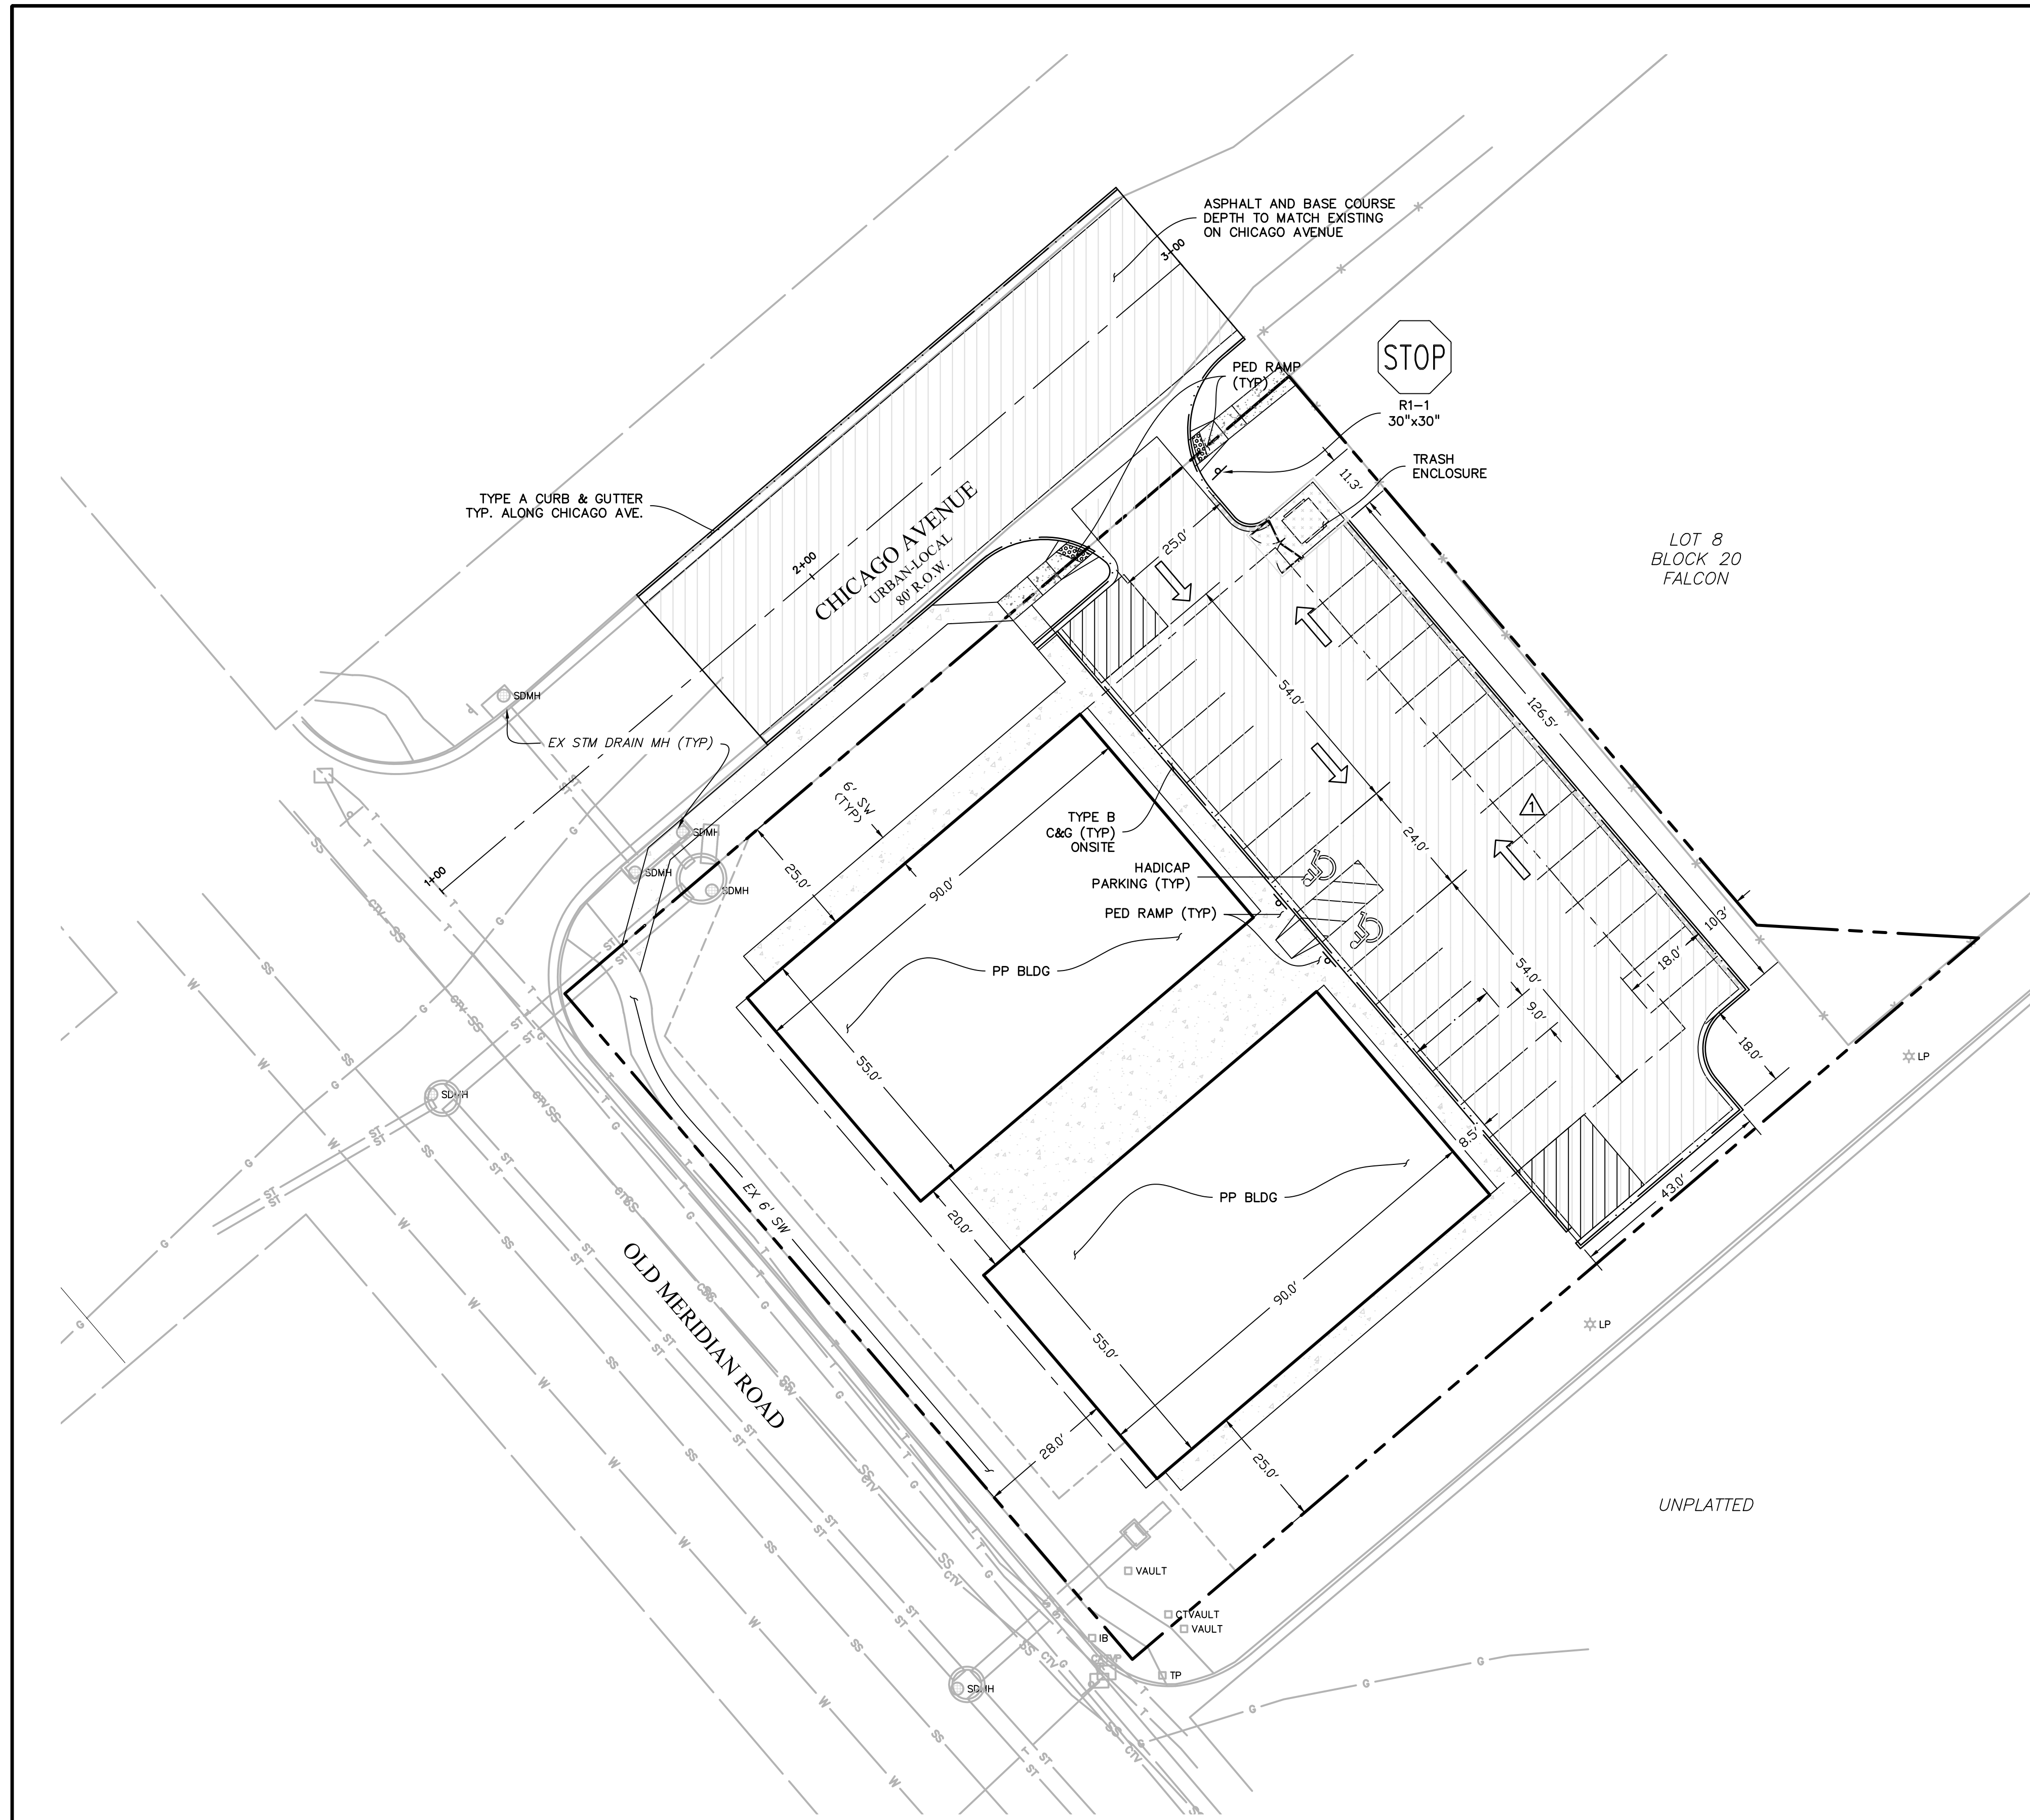 ASPHALT AND BASE COURSE
DEPTH TO MATCH EXISTING
ON CHICAGO AVENUE
3+00
STOP
R1-1
30"x30"
PED RAMP
(TYP)
TRASH
ENCLOSURE
11.3'
TYPE A CURB & GUTTER
TYP. ALONG CHICAGO AVE.
2+00
CHICAGO AVENUE
URBAN-LOCAL
80' R.O.W.
25.0'
LOT 8
BLOCK 20
FALCON
SDMH
EX STM DRAIN MH (TYP)
54.0'
126.5'
6' SW
(TYP)
TYPE B
C&G (TYP)
ONSITE
1
24.0'
HADICAP
PARKING (TYP)
PED RAMP (TYP)
SDMH
SDMH
SDMH
1+00
25.0'
90.0'
PP BLDG
10.3'
18.0'
54.0'
9.0'
18.0'
LP
55.0'
SDMH
EX 6' SW
20.0'
PP BLDG
8.5'
43.0'
OLD MERIDIAN ROAD
90.0'
55.0'
LP
28.0'
25.0'
UNPLATTED
VAULT
CTVAULT
VAULT
IB
TP
SDMH